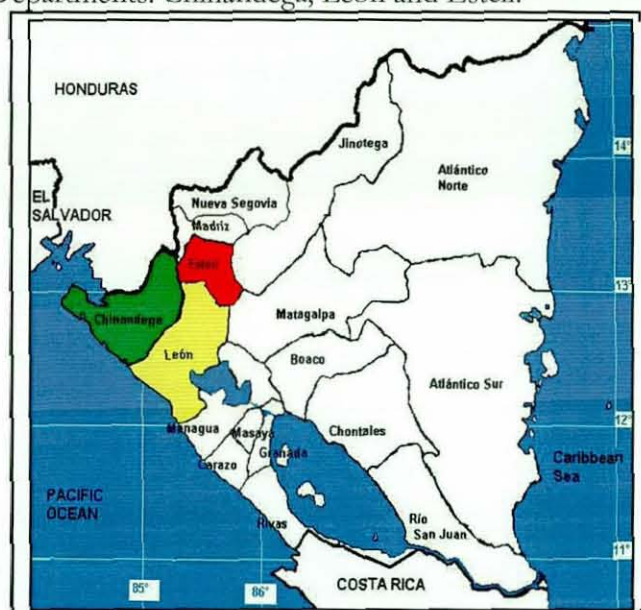 Departments: Chinandega, León and Estelí.
HONDURAS
Jinotega
14°
Atlántico
Norte
EL
SALVADOR
Nueva Segovia
Madriz
Estelí
13°
Chinandega
Matagalpa
León
Boaco
Atlántico Sur
12°
Managua
Masaya
Chontales
Granada
Carazo
Caribbean
Sea
PACIFIC
OCEAN
Rivas
Río
San Juan
11°
85°
86°
COSTA RICA